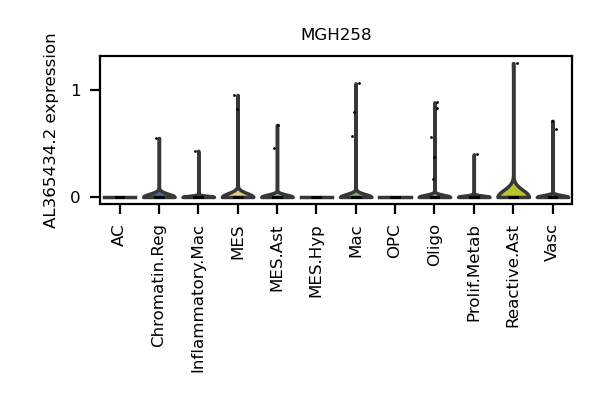 MGH258
AL365434.2 expression
1
0
AC
Chromatin.Reg
Inflammatory.Mac
MES
MES.Ast
MES.Hyp
Mac
OPC
Oligo
Prolif.Metab
Reactive.Ast
Vasc